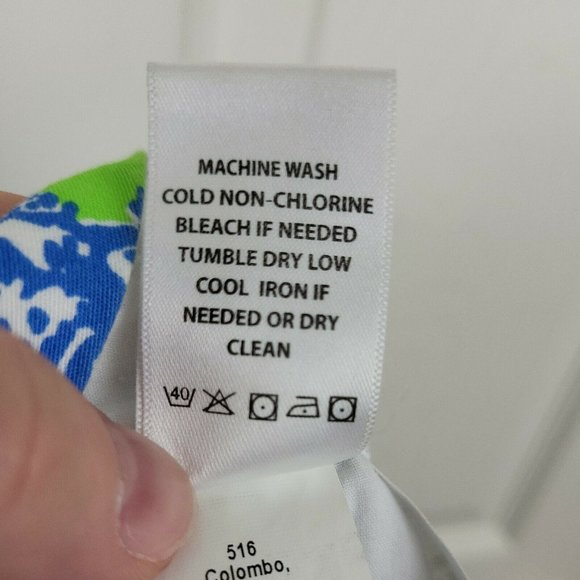 MACHINE WASH
COLD NON-CHLORINE
BLEACH IF NEEDED
TUMBLE DRY LOW
COOL IRON IF
NEEDED OR DRY
CLEAN
40
516
Colombo,